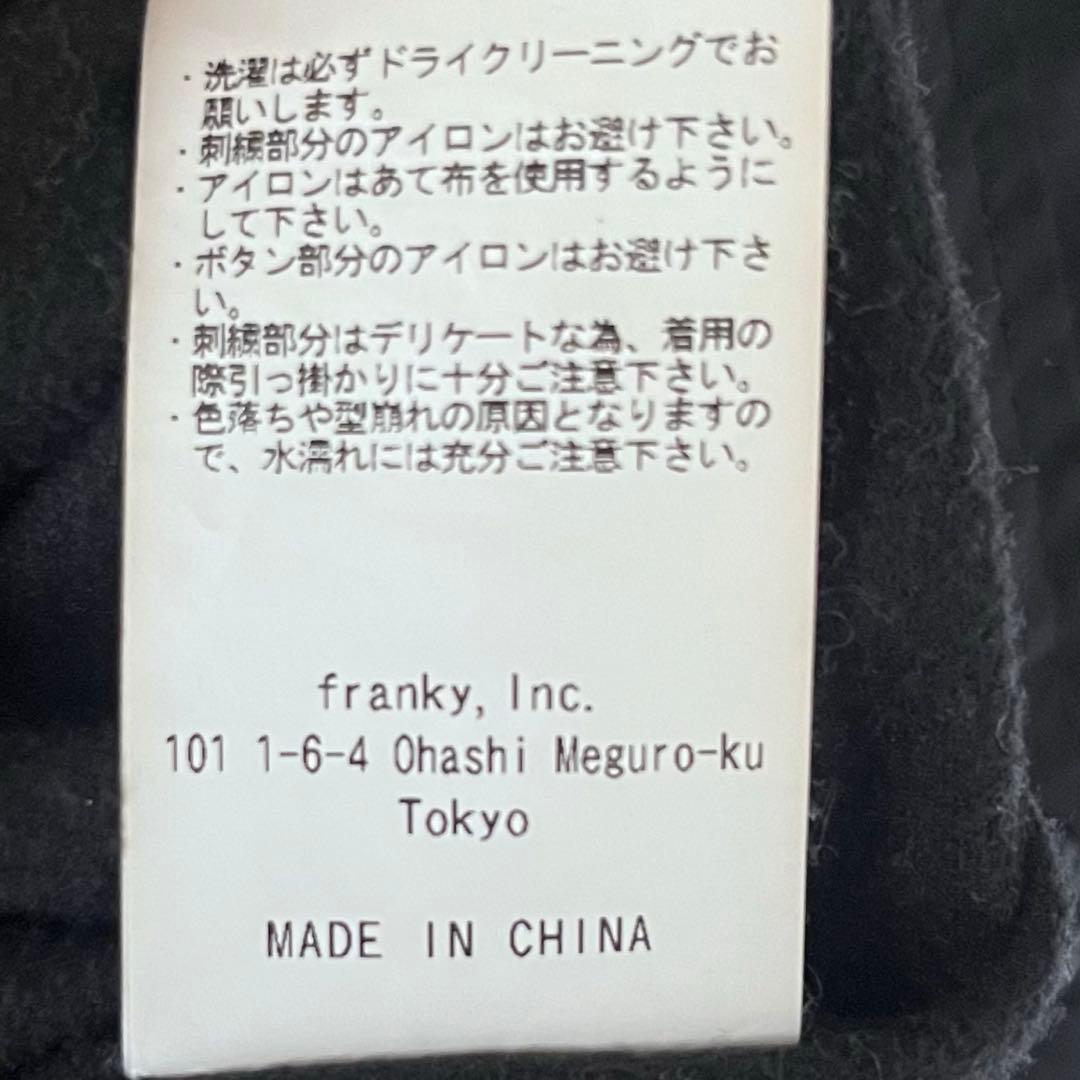 ・洗濯は必ずドライクリーニングでお
願いします。
・刺繍部分のアイロンはお避け下さい。
・アイロンはあて布を使用するように
して下さい。
・ボタン部分のアイロンはお避け下さ
い。
・刺繍部分はデリケートな為、着用の
際引っ掛かりに十分ご注意下さい。
・色落ちや型崩れの原因となりますの
で、水濡れには充分ご注意下さい。
franky, Inc.
101 1-6-4 Ohashi Meguro-ku
Tokyo
MADE IN CHINA